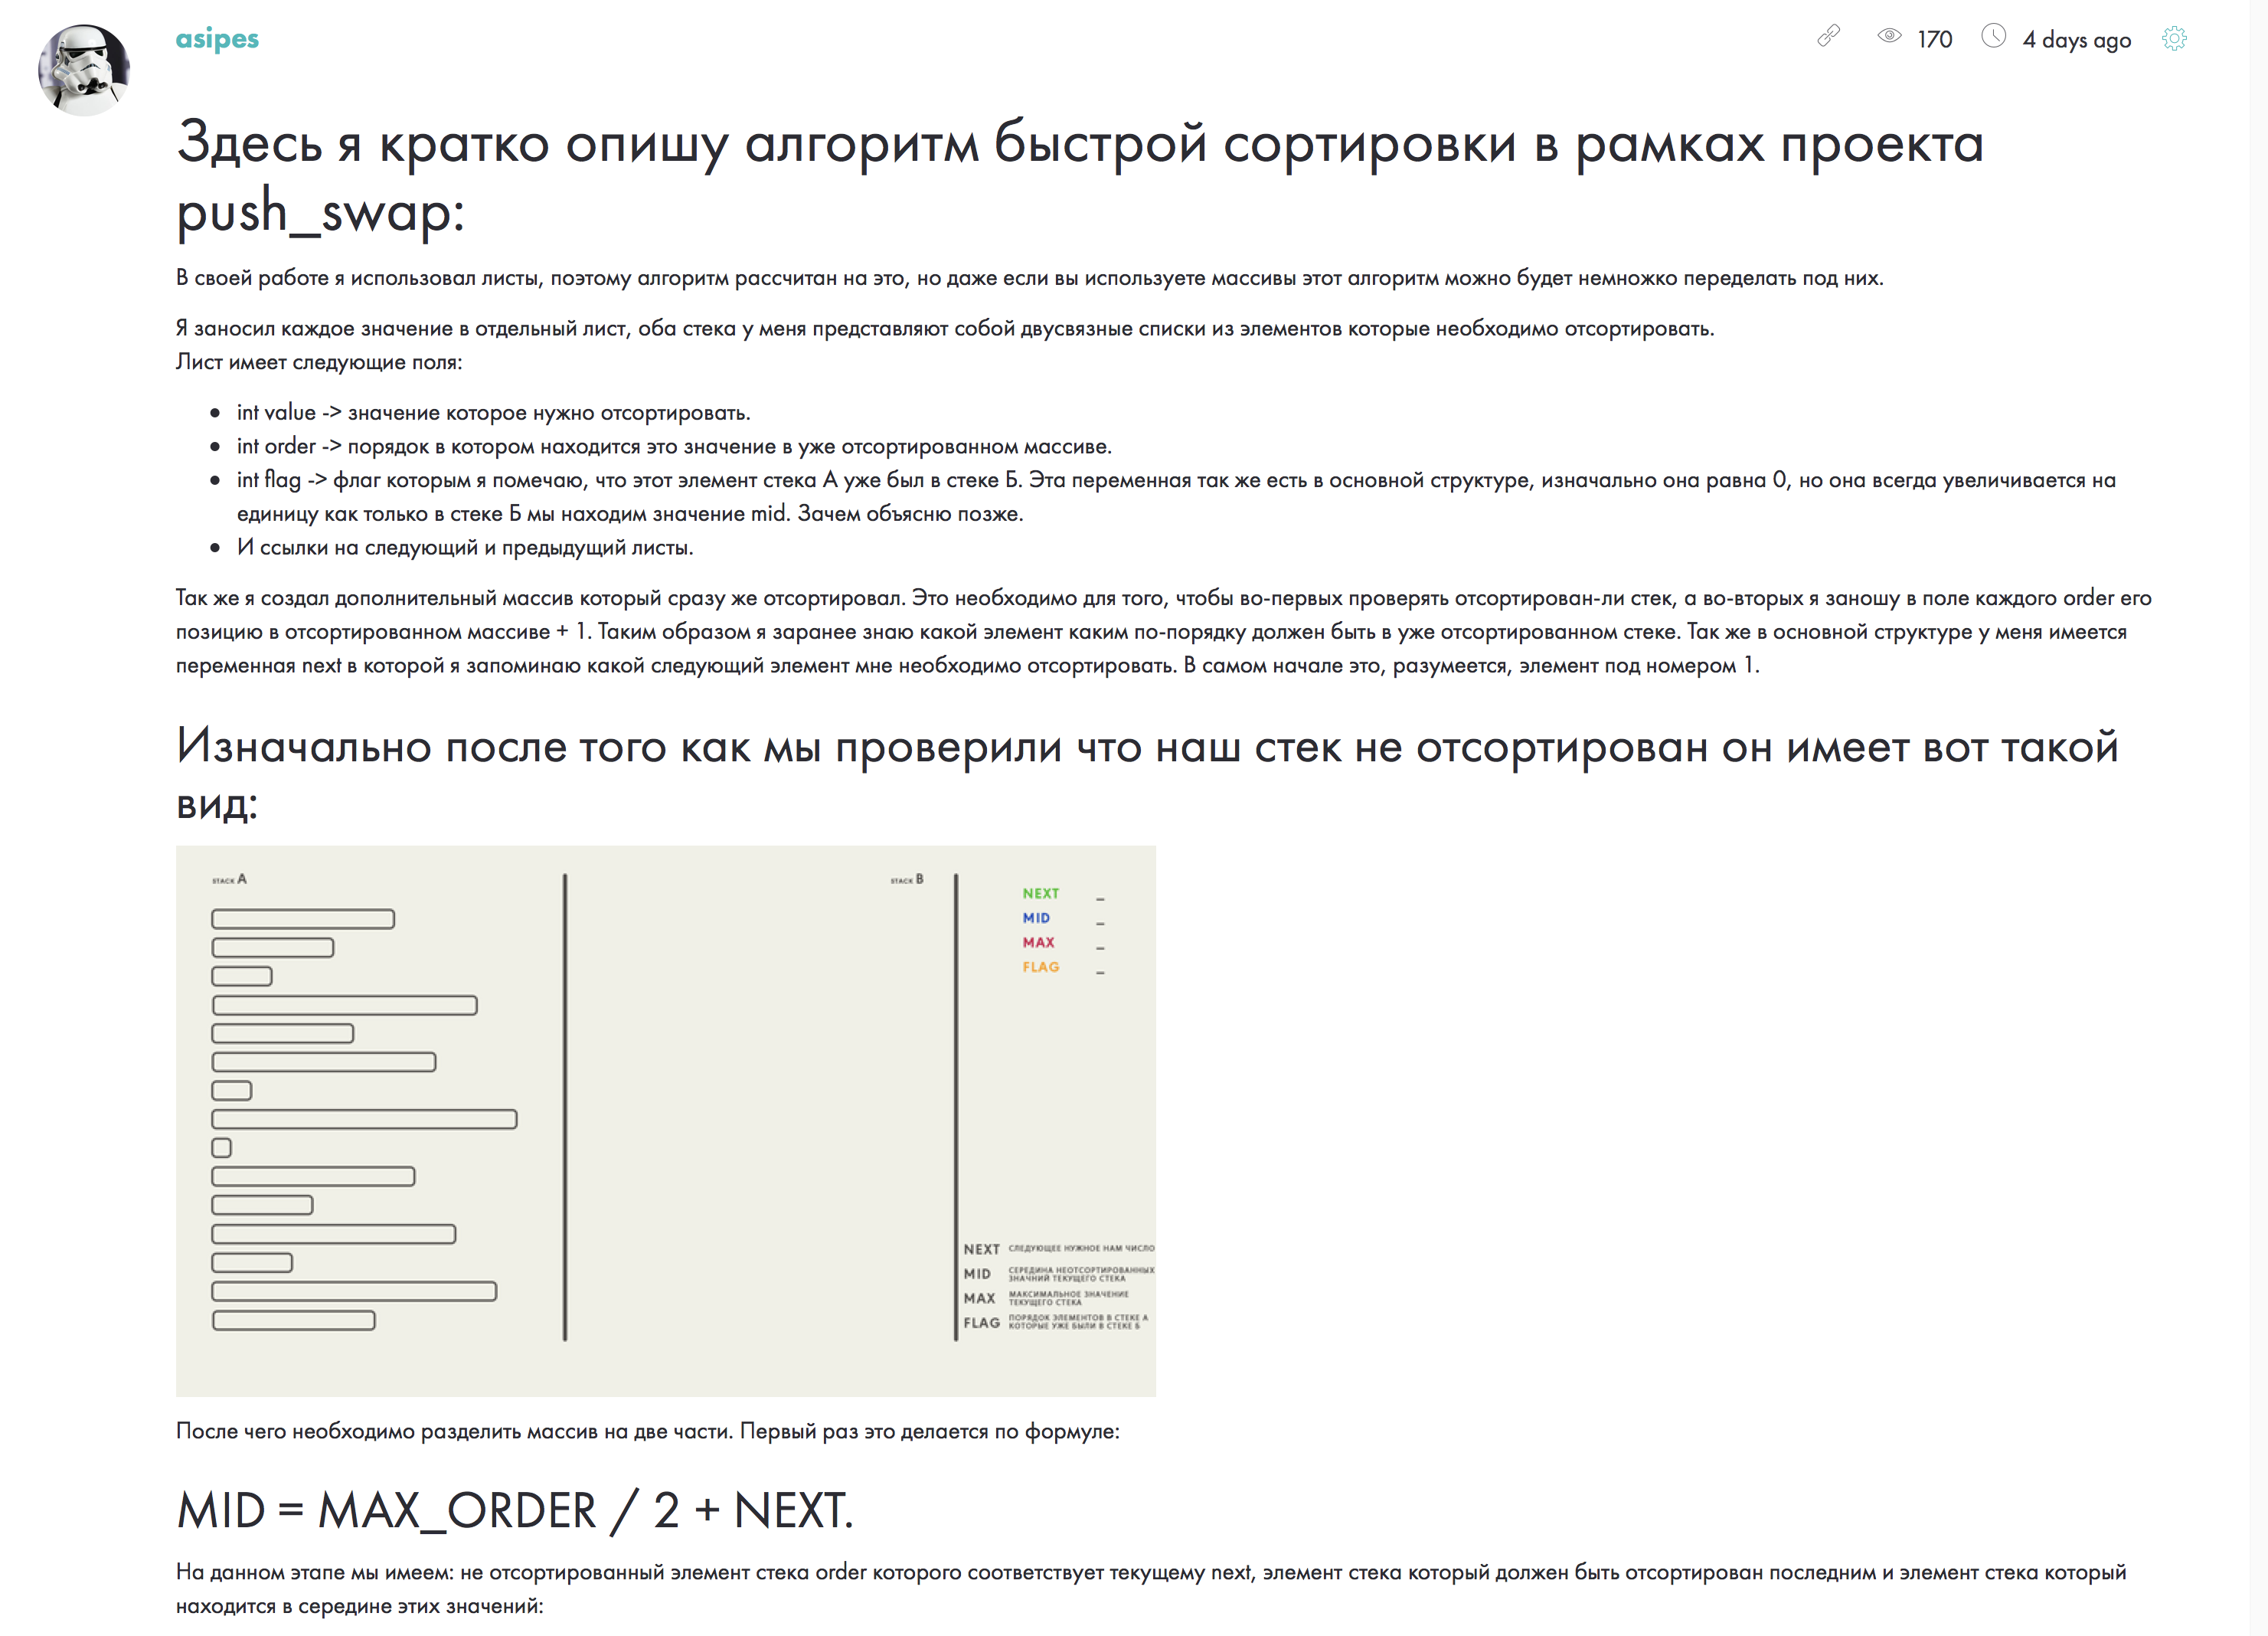 asipes
170 4 days ago
Здесь я кратко опишу алгоритм быстрой сортировки в рамках проекта
push_swap:
В своей работе я использовал листы, поэтому алгоритм рассчитан на это, но даже если вы используете массивы этот алгоритм можно будет немножко переделать под них.
Я заносил каждое значение в отдельный лист, оба стека у меня представляют собой двусвязные списки из элементов которые необходимо отсортировать.
Лист имеет следующие поля:
● int value -> значение которое нужно отсортировать.
● int order -> порядок в котором находится это значение в уже отсортированном массиве.
● int flag -> флаг которым я помечаю, что этот элемент стека А уже был в стеке Б. Эта переменная так же есть в основной структуре, изначально она равна 0, но она всегда увеличивается на
единицу как только в стеке Б мы находим значение mid. Зачем объясню позже.
● И ссылки на следующий и предыдущий листы.
Так же я создал дополнительный массив который сразу же отсортировал. Это необходимо для того, чтобы во-первых проверять отсортирован-ли стек, а во-вторых я заношу в поле каждого order его
позицию в отсортированном массиве + 1. Таким образом я заранее знаю какой элемент каким по-порядку должен быть в уже отсортированном стеке. Так же в основной структуре у меня имеется
переменная next в которой я запоминаю какой следующий элемент мне необходимо отсортировать. В самом начале это, разумеется, элемент под номером 1.
Изначально после того как мы проверили что наш стек не отсортирован он имеет вот такой
вид:
STACK A
STACK B
NEXT _
MID _
MAX _
FLAG _
NEXT СЛЕДУЮЩЕЕ НУЖНОЕ НАМ ЧИСЛО
MID СЕРЕДИНА НЕОТСОРТИРОВАННЫХ
ЗНАЧНИЙ ТЕКУЩЕГО СТЕКА
MAX МАКСИМАЛЬНОЕ ЗНАЧЕНИЕ
ТЕКУЩЕГО СТЕКА
FLAG ПОРЯДОК ЭЛЕМЕНТОВ В СТЕКЕ А
КОТОРЫЕ УЖЕ БЫЛИ В СТЕКЕ Б
После чего необходимо разделить массив на две части. Первый раз это делается по формуле:
MID = MAX_ORDER / 2 + NEXT.
На данном этапе мы имеем: не отсортированный элемент стека order которого соответствует текущему next, элемент стека который должен быть отсортирован последним и элемент стека который
находится в середине этих значений: